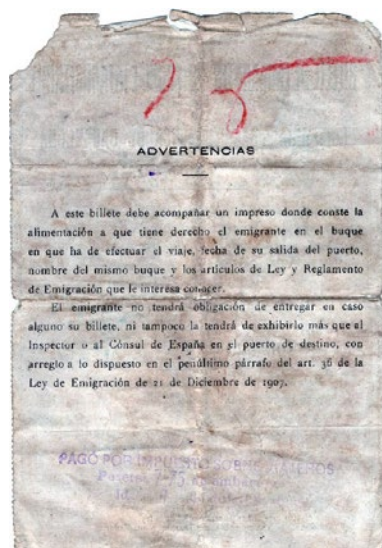 75
ADVERTENCIAS
A este billete debe acompañar un impreso donde conste la
alimentación a que tiene derecho el emigrante en el buque
en que ha de efectuar el viaje, fecha de su salida del puerto,
nombre del mismo buque y los artículos de Ley y Reglamento
de Emigración que le interesa conocer.
El emigrante no tendrá obligación de entregar en caso
alguno su billete, ni tampoco la tendrá de exhibirlo más que al
Inspector o al Cónsul de España en el puerto de destino, con
arreglo a lo dispuesto en el penúltimo párrafo del art. 36 de la
Ley de Emigración de 21 de Diciembre de 1907.
PAGÓ POR IMPUESTO SOBRE VIAJEROS
Pesetas 7,75